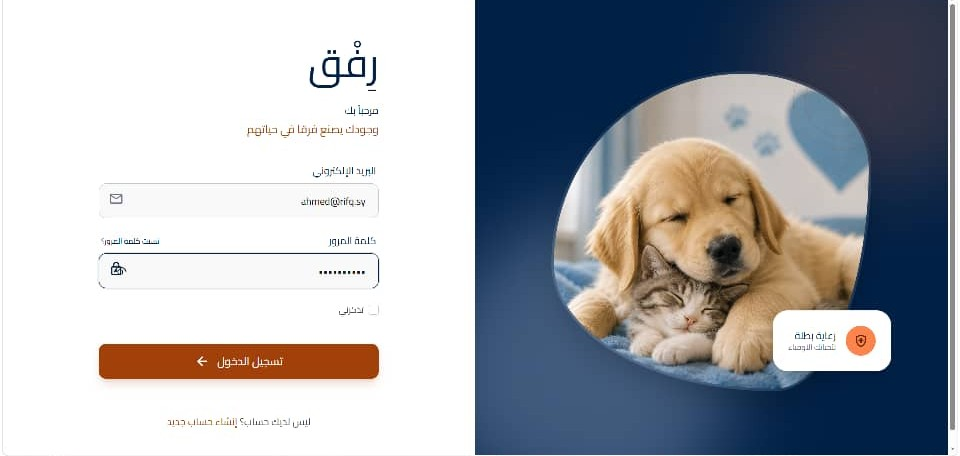 رِفْق
مرحباً بك
وجودك يصنع فرقا في حياتهم
البريد الإلكتروني
ahmed@rifq.sy
كلمة المرور
نسيت كلمة المرور؟
تذكرني
تسجيل الدخول
ليس لديك حساب؟ إنشاء حساب جديد
رعاية بطلة